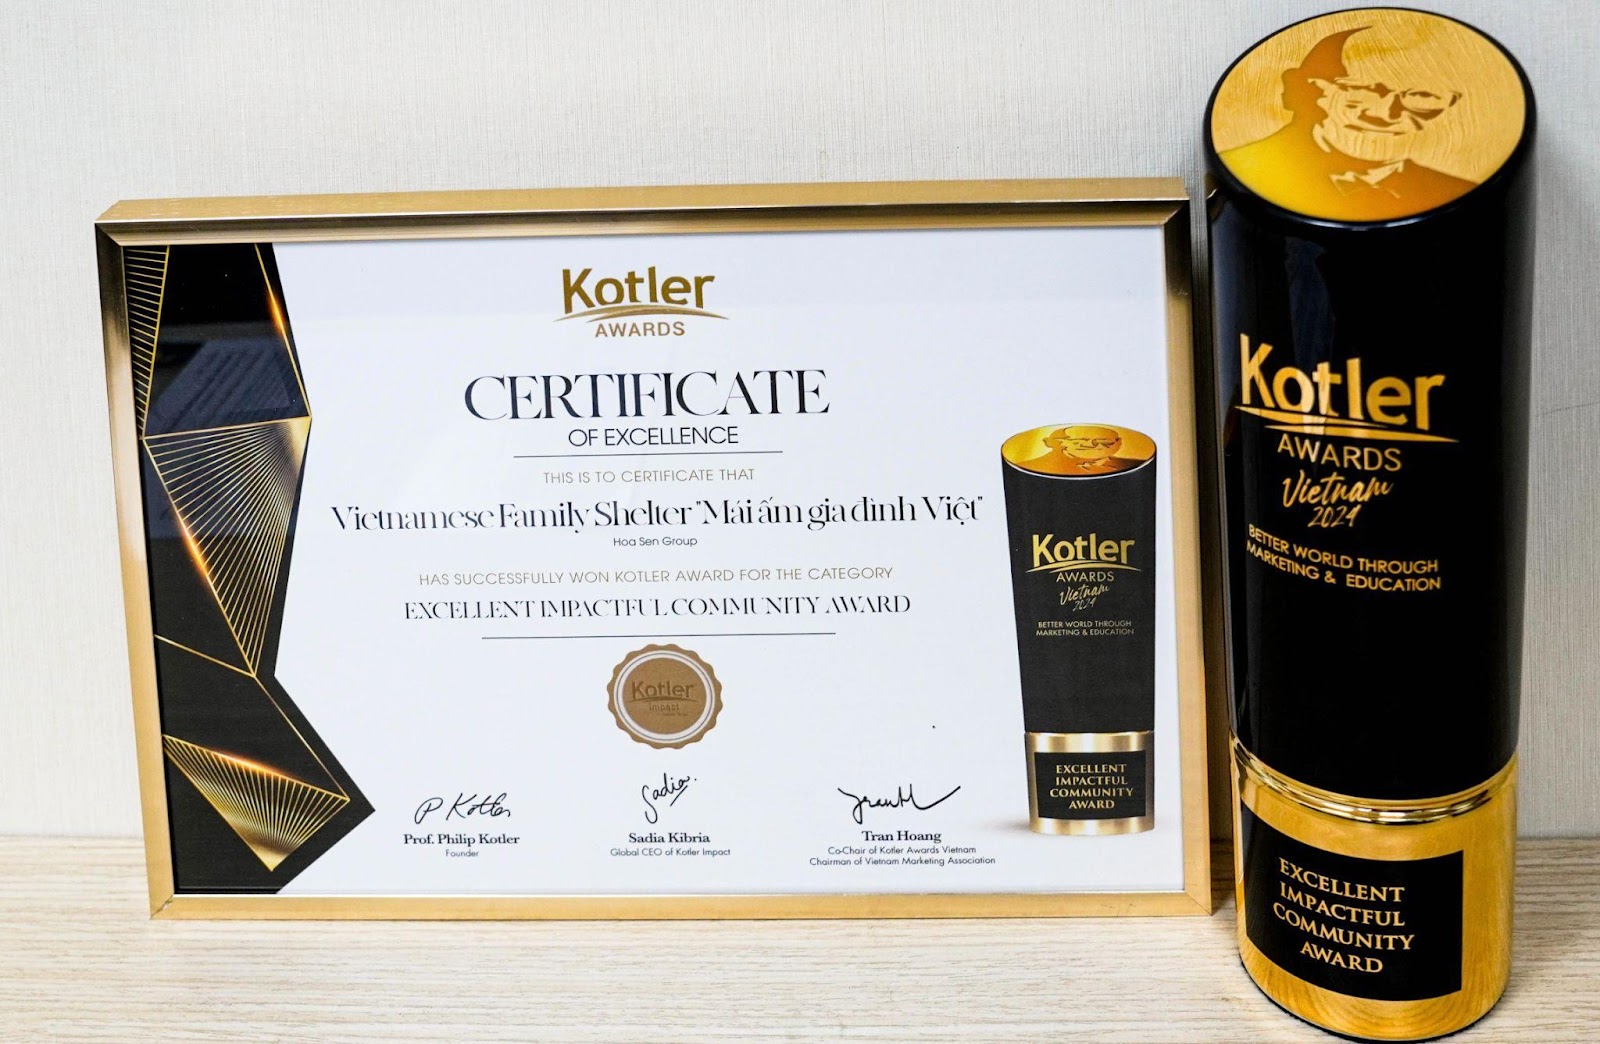 Kotler
AWARDS
CERTIFICATE
OF EXCELLENCE
THIS IS TO CERTIFICATE THAT
Vietnamese Family Shelter "Mái ấm gia đình Việt"
Hoa Sen Group
HAS SUCCESSFULLY WON KOTLER AWARD FOR THE CATEGORY
EXCELLENT IMPACTFUL COMMUNITY AWARD
Kotler
Impact
P Kotler
Prof. Philip Kotler
Founder
Sadia
Sadia Kibria
Global CEO of Kotler Impact
Tran Hoang
Co-Chair of Kotler Awards Vietnam
Chairman of Vietnam Marketing Association
Kotler
AWARDS
Vietnam
2024
BETTER WORLD THROUGH
MARKETING & EDUCATION
EXCELLENT
IMPACTFUL
COMMUNITY
AWARD
Kotler
AWARDS
Vietnam
2024
BETTER WORLD THROUGH
MARKETING & EDUCATION
EXCELLENT
IMPACTFUL
COMMUNITY
AWARD